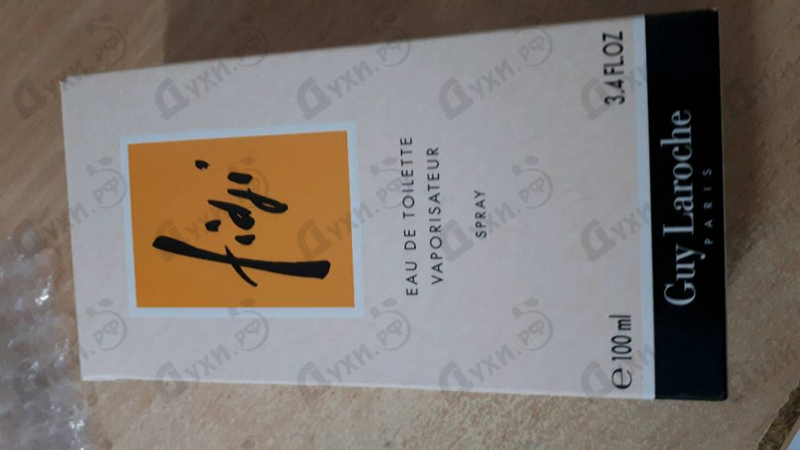 fidji
EAU DE TOILETTE
VAPORISATEUR
SPRAY
℮100 ml 3.4 FL OZ
Guy Laroche
PARIS
Духи.РФ